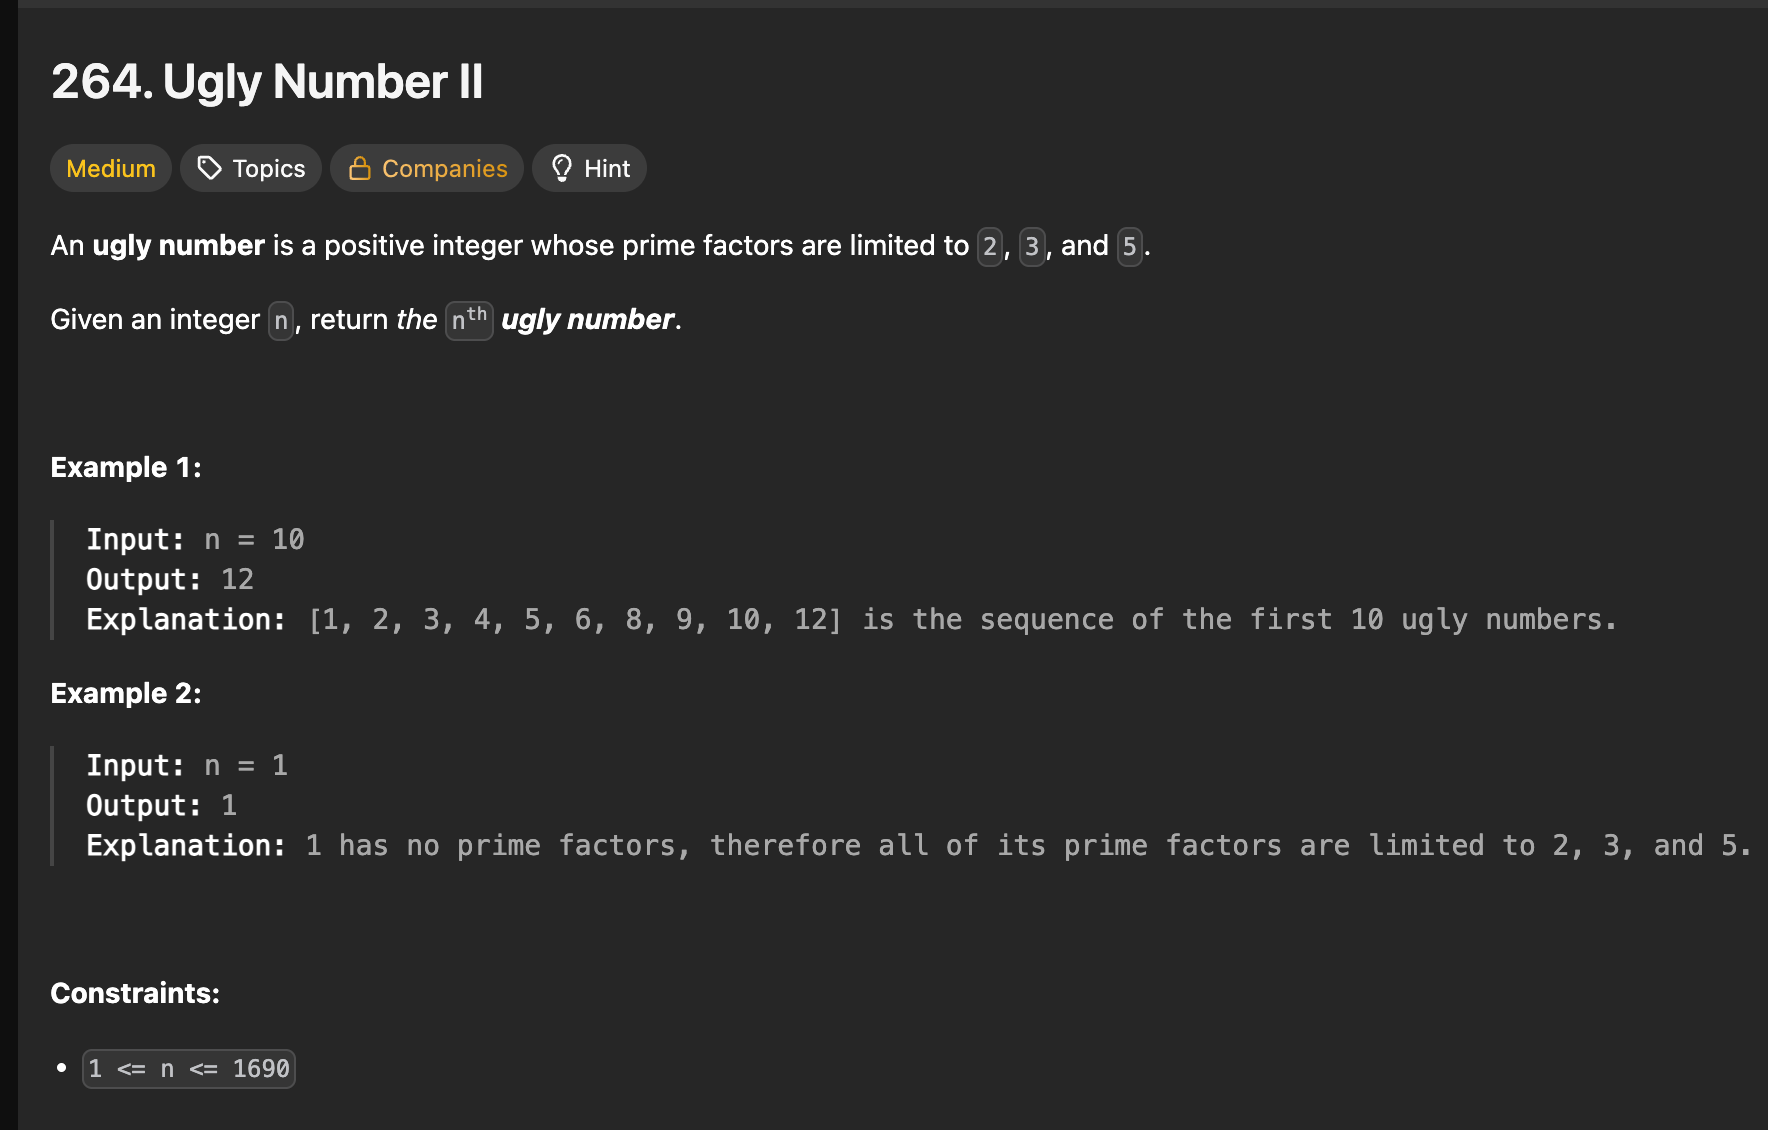 264. Ugly Number II
Medium Topics Companies Hint
An ugly number is a positive integer whose prime factors are limited to 2, 3, and 5.
Given an integer n, return the nth ugly number.
Example 1:
Input: n = 10
Output: 12
Explanation: [1, 2, 3, 4, 5, 6, 8, 9, 10, 12] is the sequence of the first 10 ugly numbers.
Example 2:
Input: n = 1
Output: 1
Explanation: 1 has no prime factors, therefore all of its prime factors are limited to 2, 3, and 5.
Constraints:
• 1 <= n <= 1690